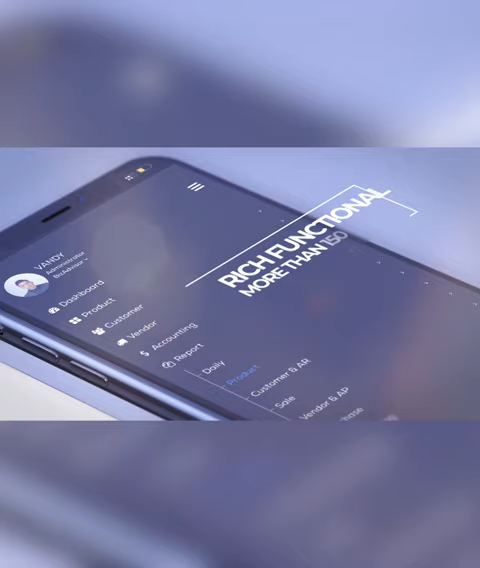 RICH FUNCTIONAL
MORE THAN 150
VANDY
Administrator
BizAdvisor
Dashboard
Product
Customer
Vendor
$ Accounting
Report
Daily
Product
Customer & AR
Sale
Vendor & AP